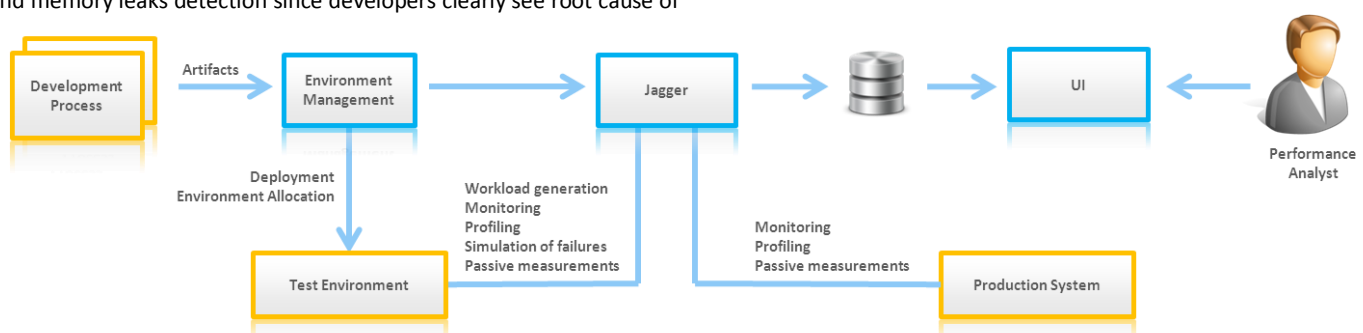 nd memory leaks detection since developers clearly see root cause of
Development
Process
Artifacts
Environment
Management
Jagger
UI
Performance
Analyst
Deployment
Environment Allocation
Workload generation
Monitoring
Profiling
Simulation of failures
Passive measurements
Monitoring
Profiling
Passive measurements
Test Environment
Production System